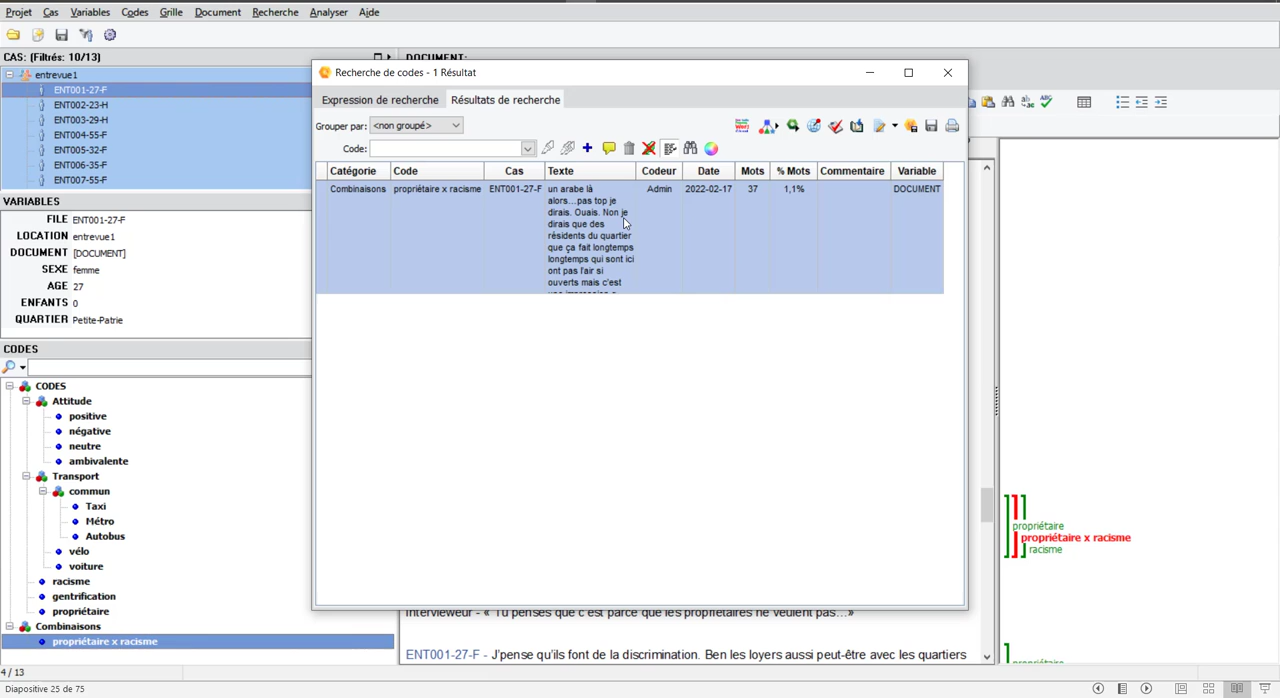 Projet Cas Variables Codes Grille Document Recherche Analyser Aide
CAS: (Filtrés: 10/13)
entrevue1
ENT001-27-F
ENT002-23-H
ENT003-29-H
ENT004-55-F
ENT005-32-F
ENT006-35-F
ENT007-55-F
VARIABLES
FILE ENT001-27-F
LOCATION entrevue1
DOCUMENT [DOCUMENT]
SEXE femme
AGE 27
ENFANTS 0
QUARTIER Petite-Patrie
CODES
CODES
Attitude
positive
négative
neutre
ambivalente
Transport
commun
Taxi
Métro
Autobus
vélo
voiture
racisme
gentrification
propriétaire
Combinaisons
propriétaire x racisme
4 / 13
Diapositive 25 de 75
DOCUMENT:
Recherche de codes - 1 Résultat
Expression de recherche Résultats de recherche
Grouper par: <non groupé>
Code:
Catégorie Code Cas Texte Codeur Date Mots % Mots Commentaire Variable
Combinaisons propriétaire x racisme ENT001-27-F un arabe là Admin 2022-02-17 37 1,1% DOCUMENT
alors...pas top je
dirais. Ouais. Non je
dirais que des
résidents du quartier
que ça fait longtemps
longtemps qui sont ici
ont pas l'air si
ouverts mais c'est
propriétaire
propriétaire x racisme
racisme
Intervieweur - « Tu penses que c'est parce que les propriétaires ne veulent pas…»
ENT001-27-F - J'pense qu'ils font de la discrimination. Ben les loyers aussi peut-être avec les quartiers
propriétaire